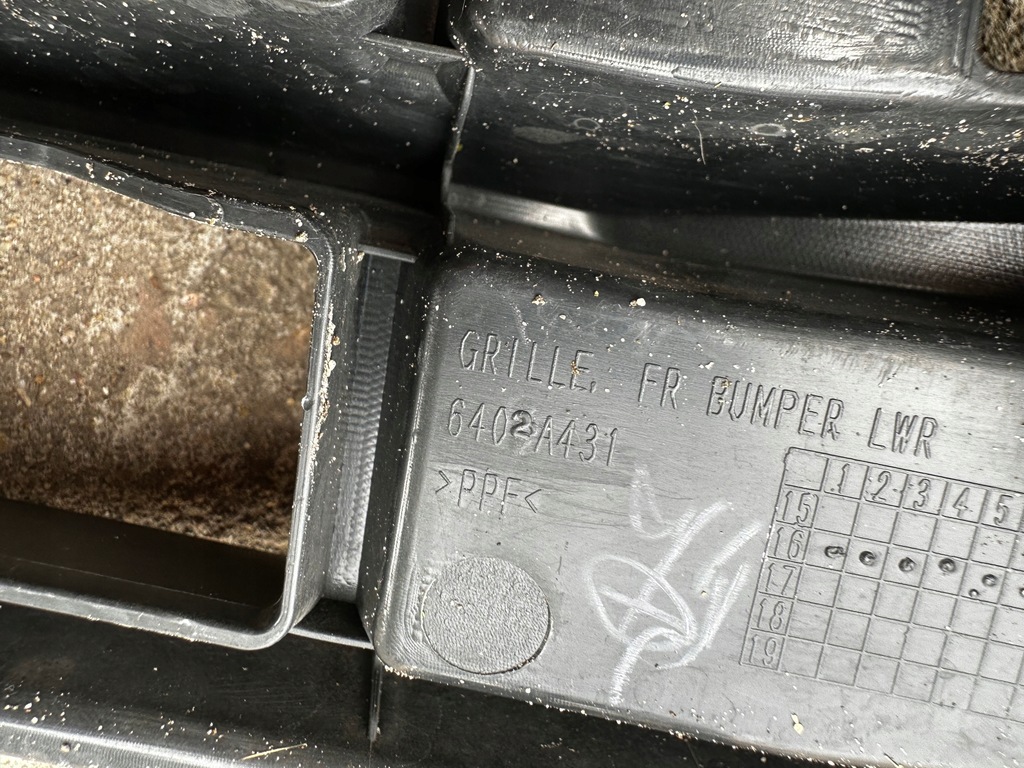 GRILLE, FR BUMPER LWR
6402A431
>PPF<
1 2 3 4 5
15
16
17
18
19